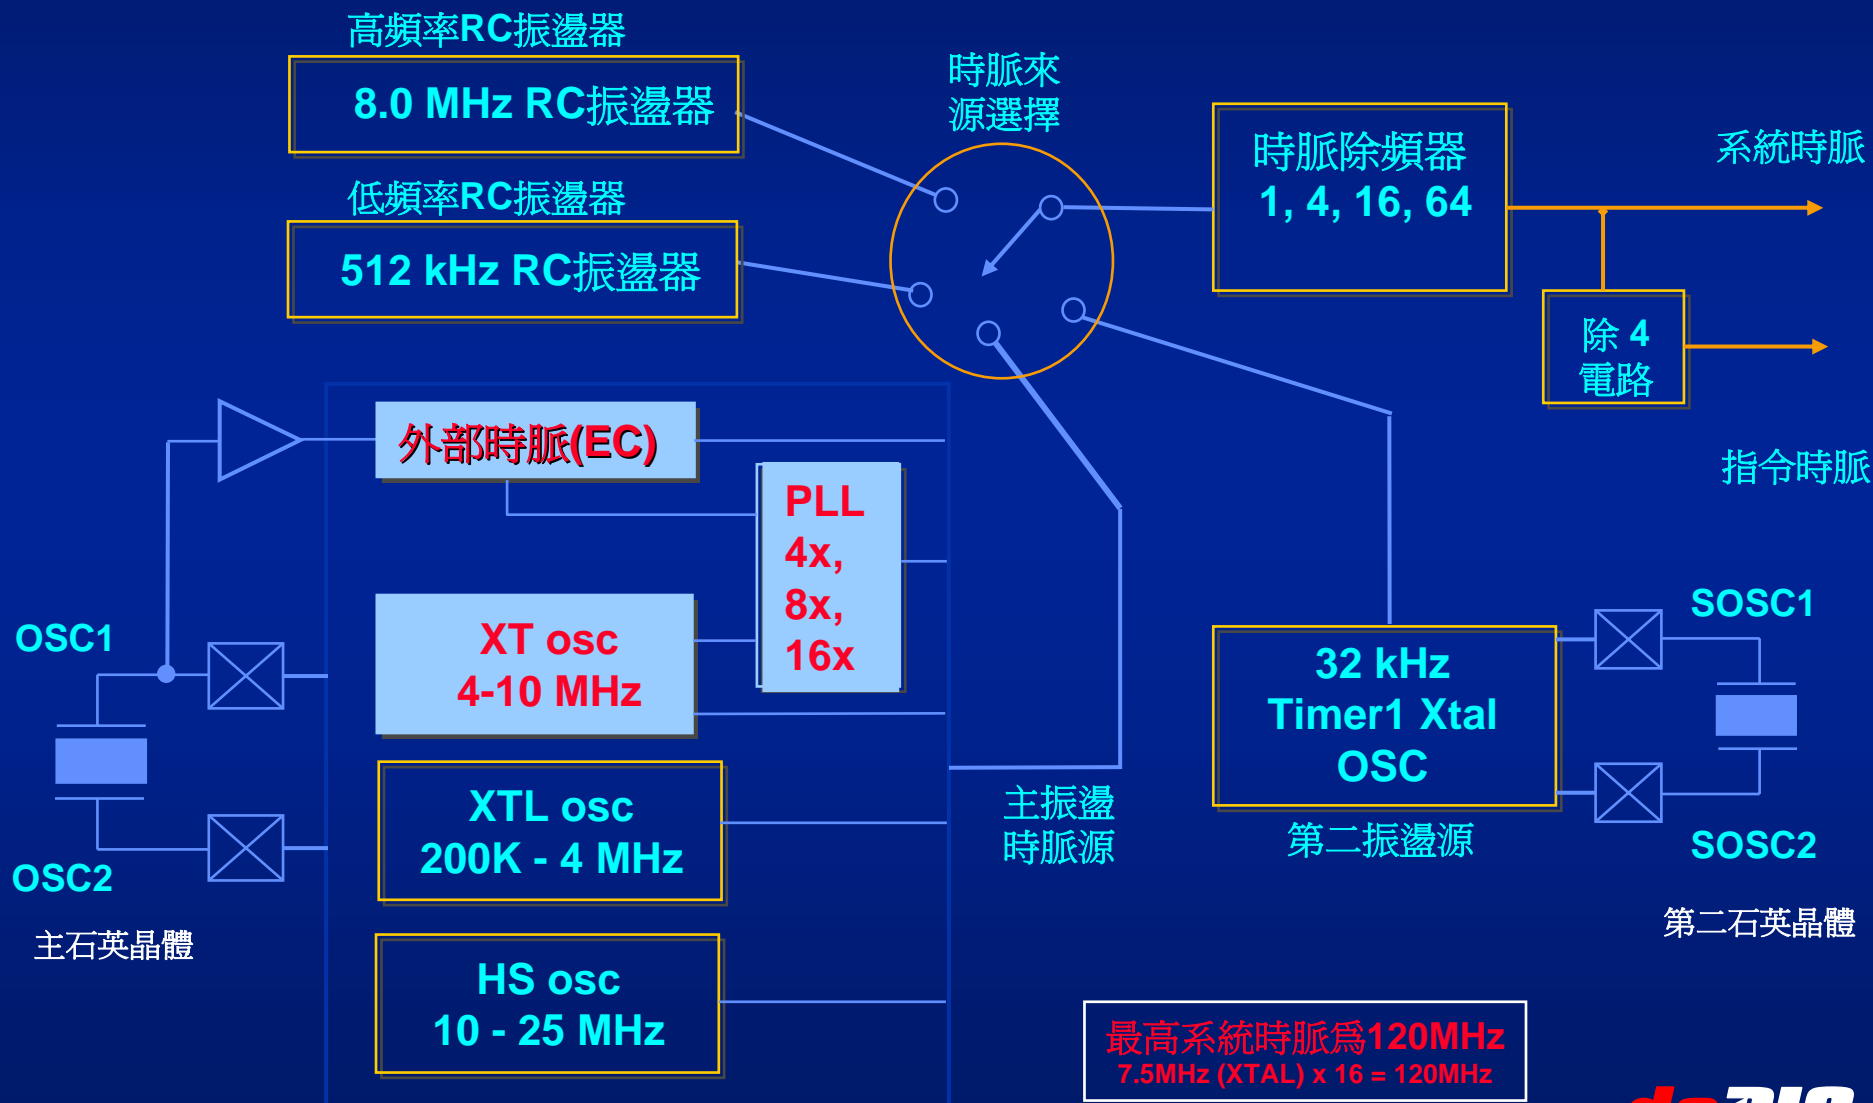 高頻率RC振盪器
8.0 MHz RC振盪器
低頻率RC振盪器
512 kHz RC振盪器
時脈來
源選擇
時脈除頻器
1, 4, 16, 64
系統時脈
除 4
電路
指令時脈
外部時脈(EC)
PLL
4x,
8x,
16x
XT osc
4-10 MHz
XTL osc
200K - 4 MHz
HS osc
10 - 25 MHz
OSC1
OSC2
主石英晶體
主振盪
時脈源
32 kHz
Timer1 Xtal
OSC
第二振盪源
SOSC1
SOSC2
第二石英晶體
最高系統時脈為120MHz
7.5MHz (XTAL) x 16 = 120MHz